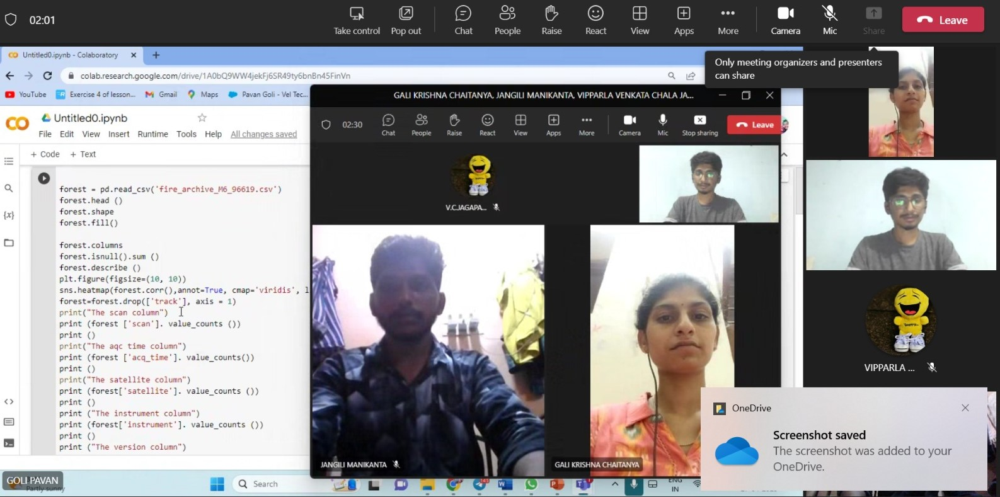 02:01
Take control
Pop out
Chat
People
Raise
React
View
Apps
More
Camera
Mic
Share
Leave
Only meeting organizers and presenters
can share
Untitled0.ipynb - Colaboratory
colab.research.google.com/drive/1A0bQ9WW4jekFj6SR49ty6bnBn45FinVn
YouTube
Exercise 4 of lesson...
Gmail
Maps
Pavan Goli - Vel Tec...
Untitled0.ipynb
File Edit View Insert Runtime Tools Help All changes saved
+ Code + Text
forest = pd.read_csv('fire_archive_M6_96619.csv')
forest.head ()
forest.shape
forest.fill()
forest.columns
forest.isnull().sum ()
forest.describe ()
plt.figure(figsize=(10, 10))
sns.heatmap(forest.corr(),annot=True, cmap='viridis', l
forest=forest.drop(['track'], axis = 1)
print("The scan column")
print (forest ['scan']. value_counts ())
print ()
print("The aqc time column")
print (forest ['acq_time']. value_counts())
print ()
print("The satellite column")
print (forest['satellite']. value_counts ())
print ()
print ("The instrument column")
print (forest['instrument']. value_counts ())
print ()
print ("The version column")
GALI KRISHNA CHAITANYA, JANGILI MANIKANTA, VIPPARLA VENKATA CHALA JA...
02:30
Chat
People
Raise
React
View
Apps
More
Camera
Mic
Stop sharing
Leave
V.C.JAGAPA...
JANGILI MANIKANTA
GALI KRISHNA CHAITANYA
VIPPARLA ...
OneDrive
Screenshot saved
The screenshot was added to your
OneDrive.
GOLI PAVAN
Partly sunny
Search
ENG
IN